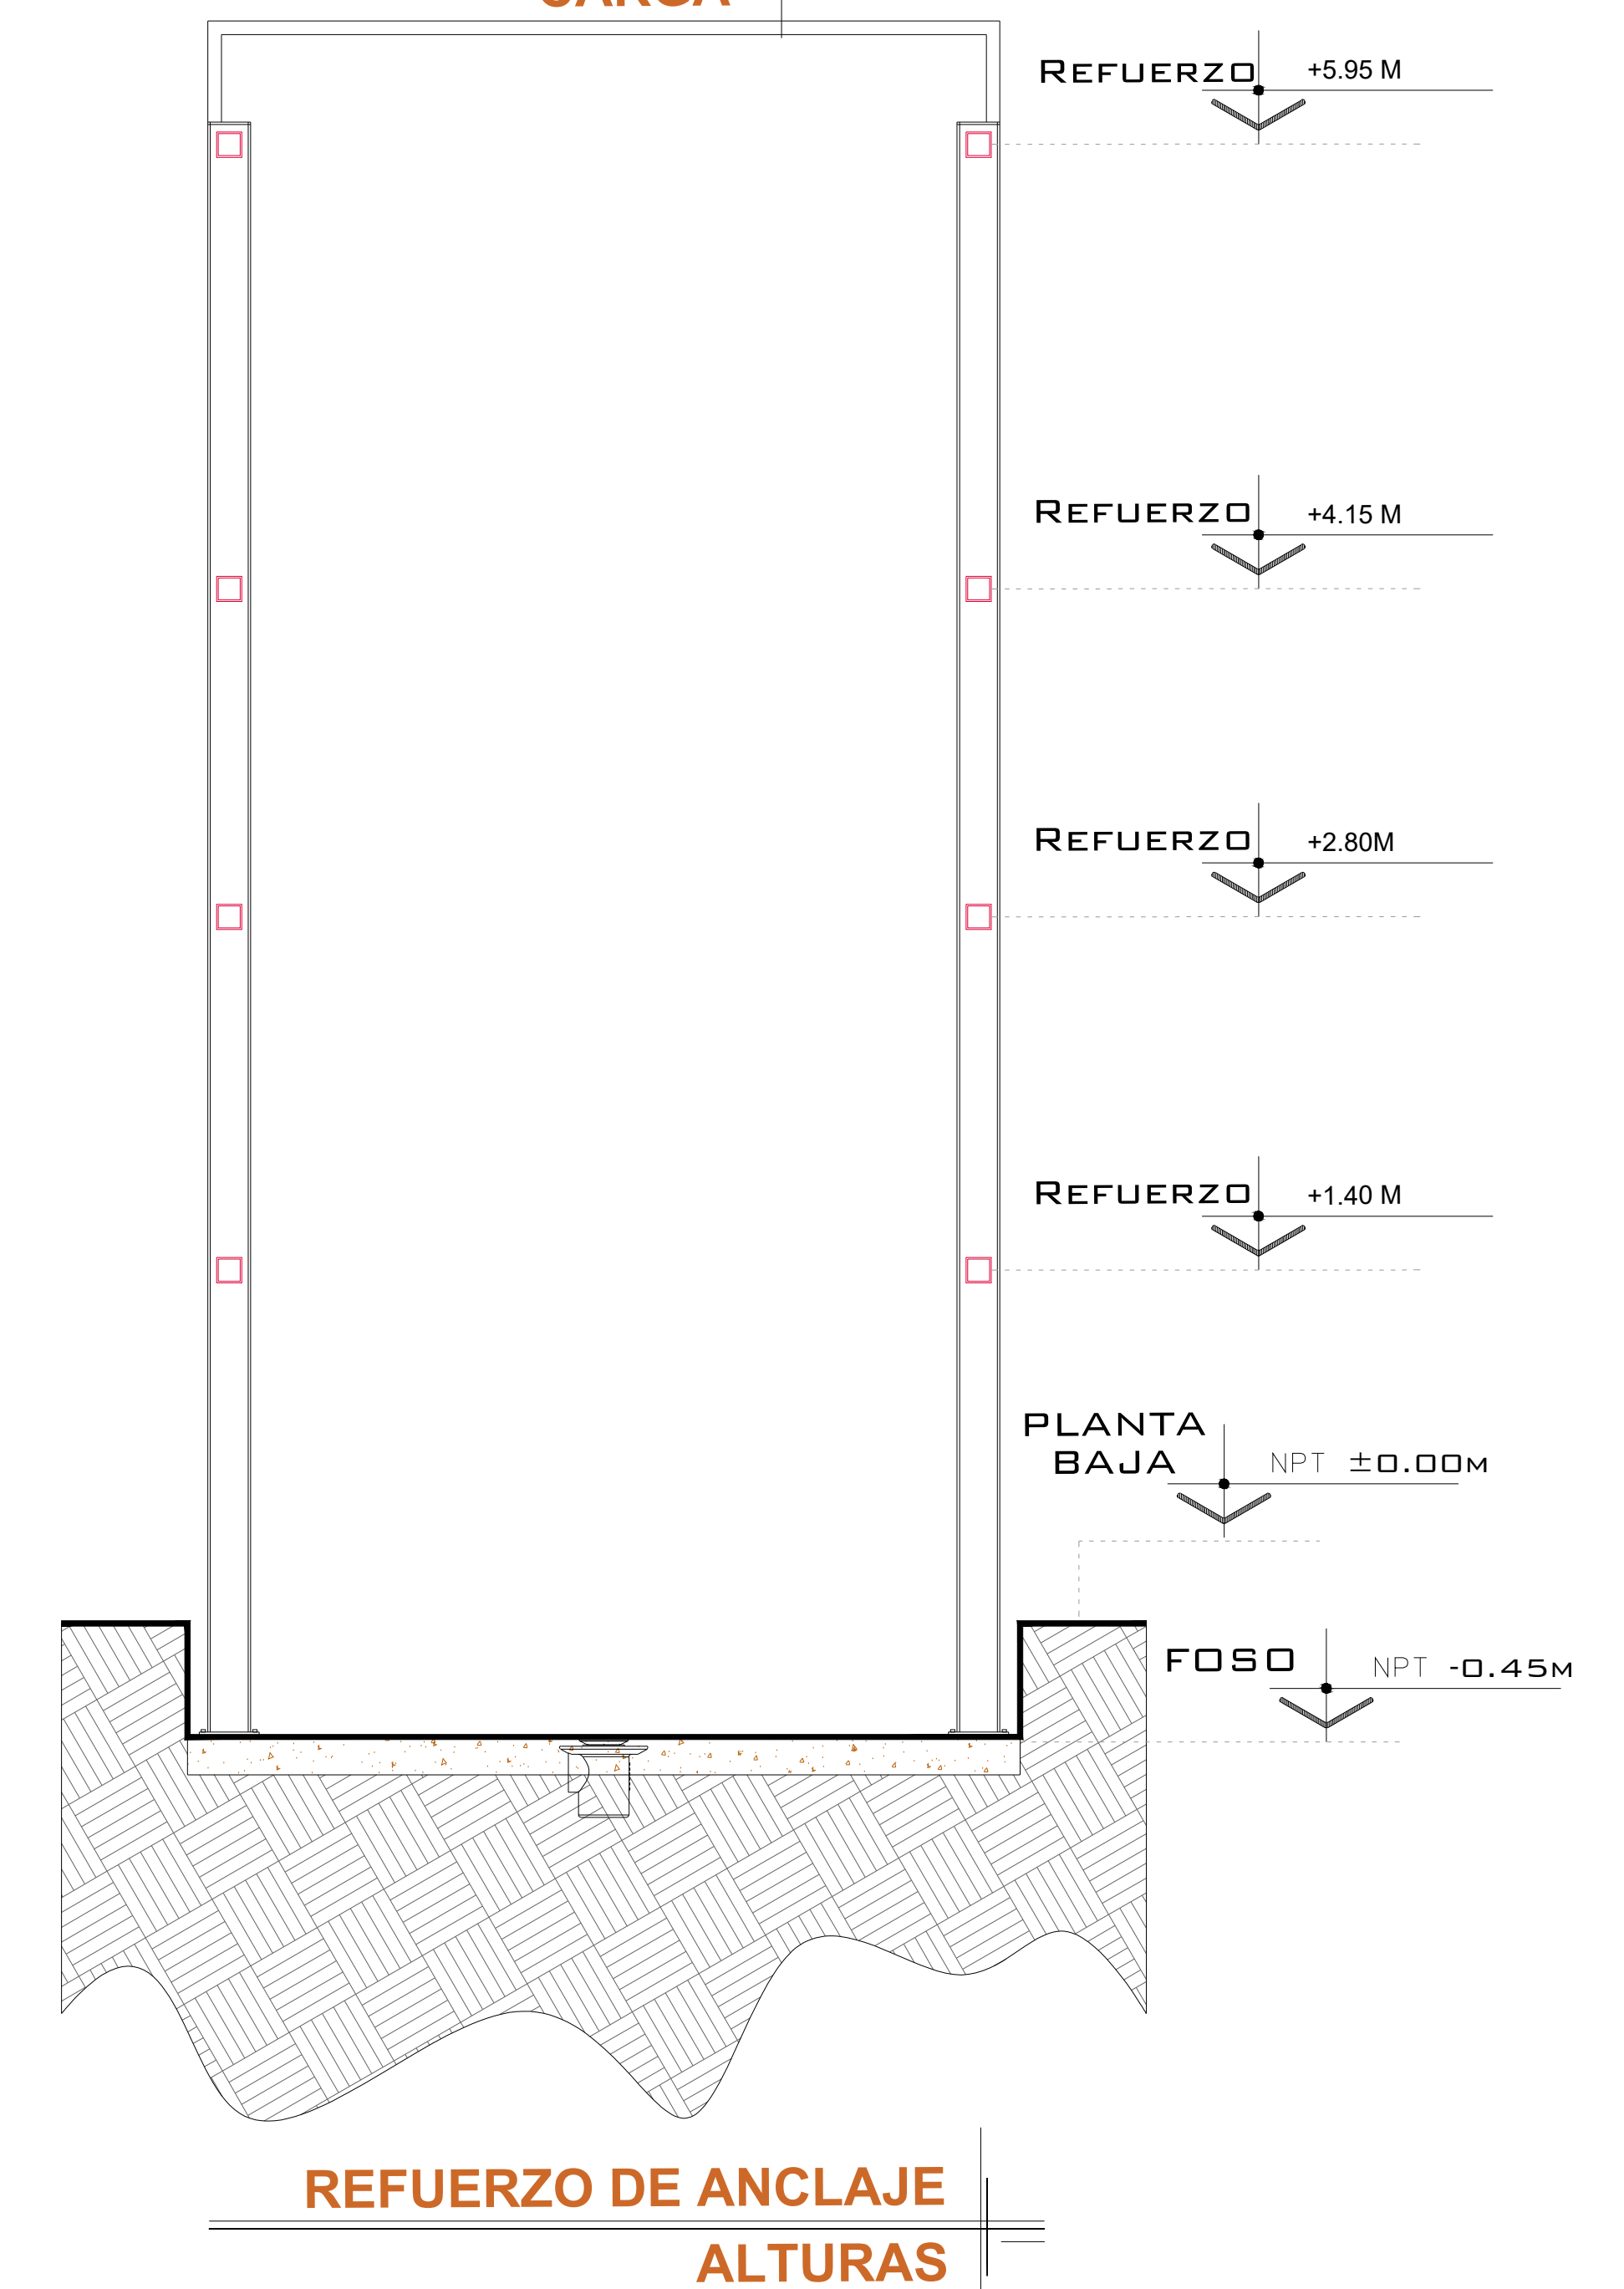 REFUERZO +5.95 M
REFUERZO +4.15 M
REFUERZO +2.80M
REFUERZO +1.40 M
PLANTA
BAJA NPT ±0.00M
FOSO NPT -0.45M
REFUERZO DE ANCLAJE
ALTURAS